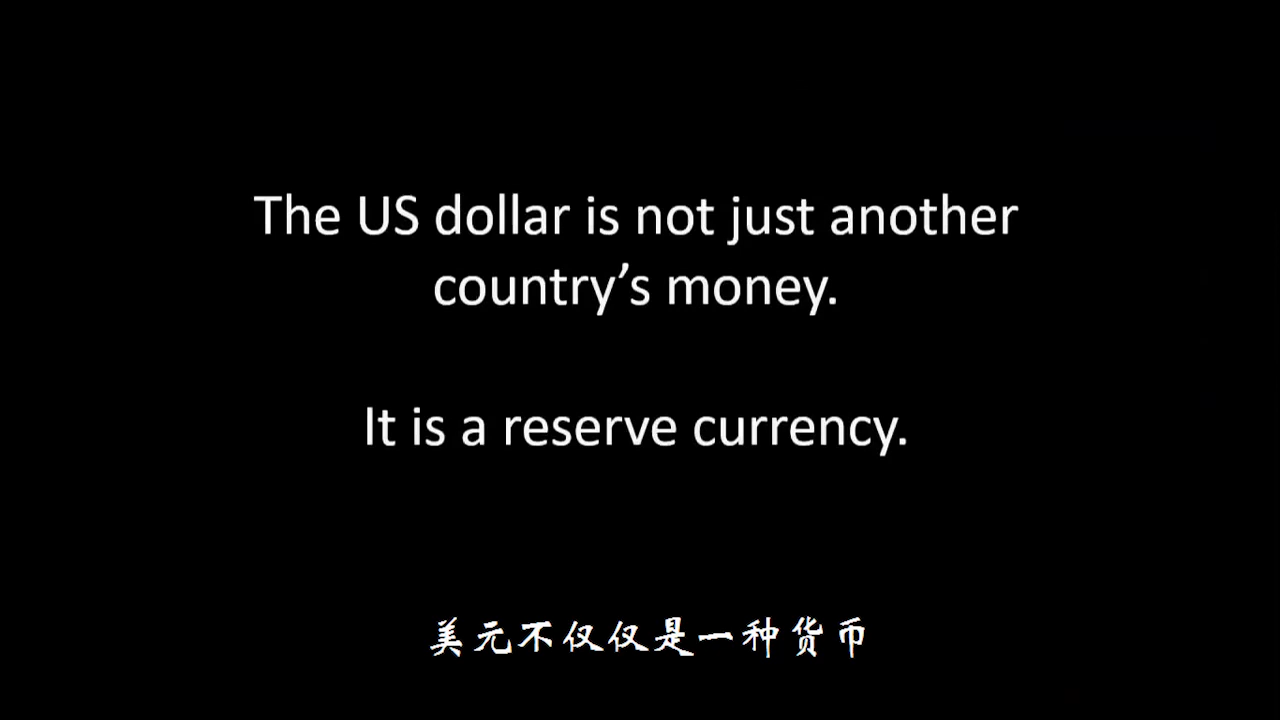 The US dollar is not just another
country’s money.
It is a reserve currency.
美元不仅仅是一种货币